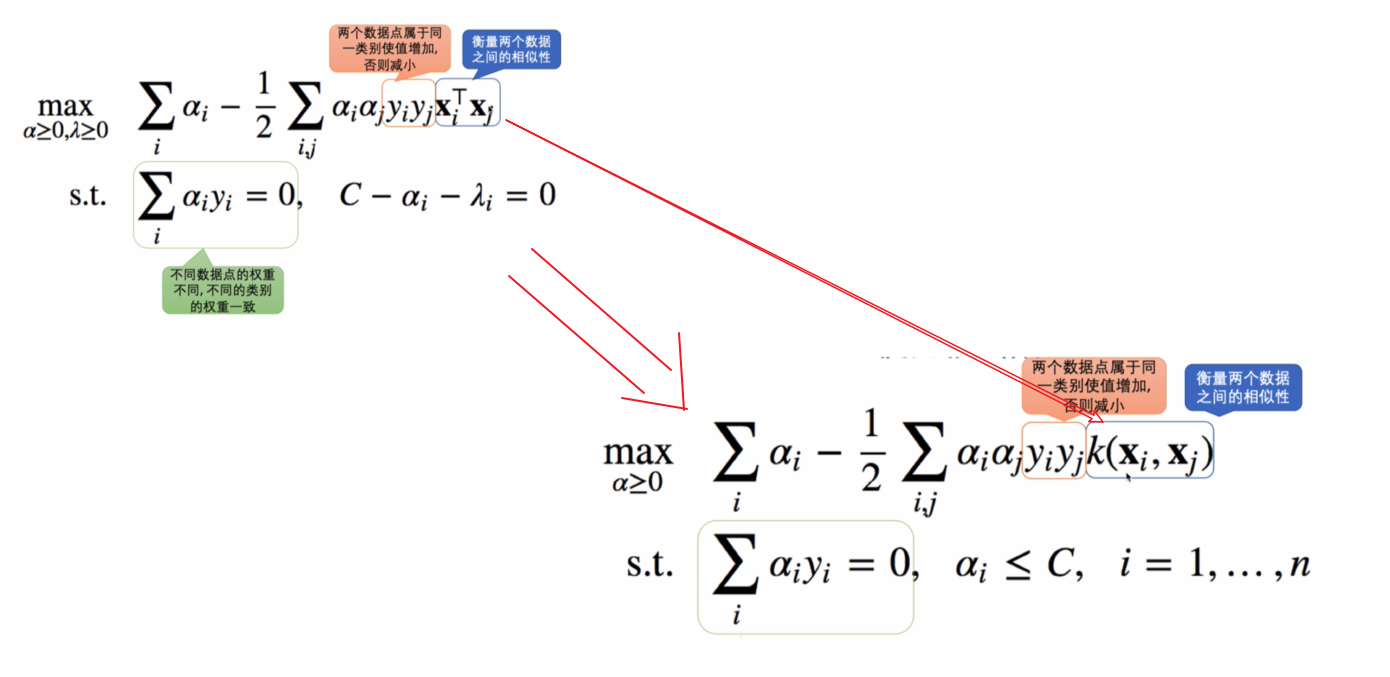 两个数据点属于同
一类别使值增加,
否则减小
衡量两个数据
之间的相似性
max α≥0,λ≥0 ∑ᵢ αᵢ − 1/2 ∑ᵢ,ⱼ αᵢαⱼyᵢyⱼxᵢ⊤xⱼ
s.t. ∑ᵢ αᵢyᵢ = 0, C − αᵢ − λᵢ = 0
不同数据点的权重
不同,不同的类别
的权重一致
两个数据点属于同
一类别使值增加,
否则减小
衡量两个数据
之间的相似性
max α≥0 ∑ᵢ αᵢ − 1/2 ∑ᵢ,ⱼ αᵢαⱼyᵢyⱼk(xᵢ, xⱼ)
s.t. ∑ᵢ αᵢyᵢ = 0, αᵢ ≤ C, i = 1,…,n